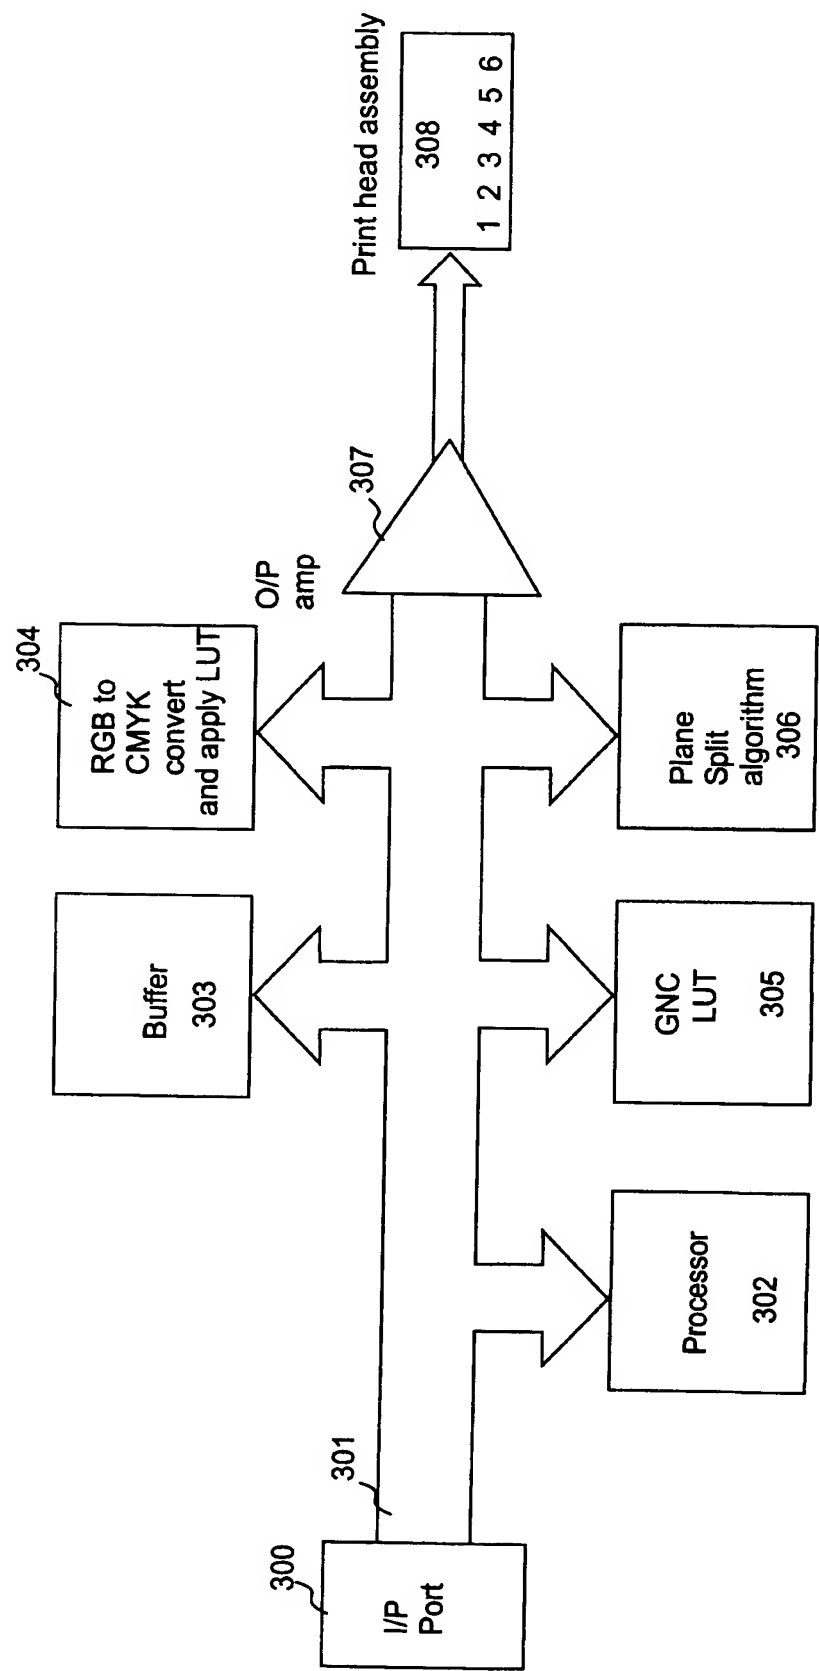 Print head assembly
308
1 2 3 4 5 6
307
O/P
amp
304
RGB to
CMYK
convert
and apply LUT
Buffer
303
Plane
Split
algorithm
306
GNC
LUT
305
Processor
302
301
300
I/P
Port